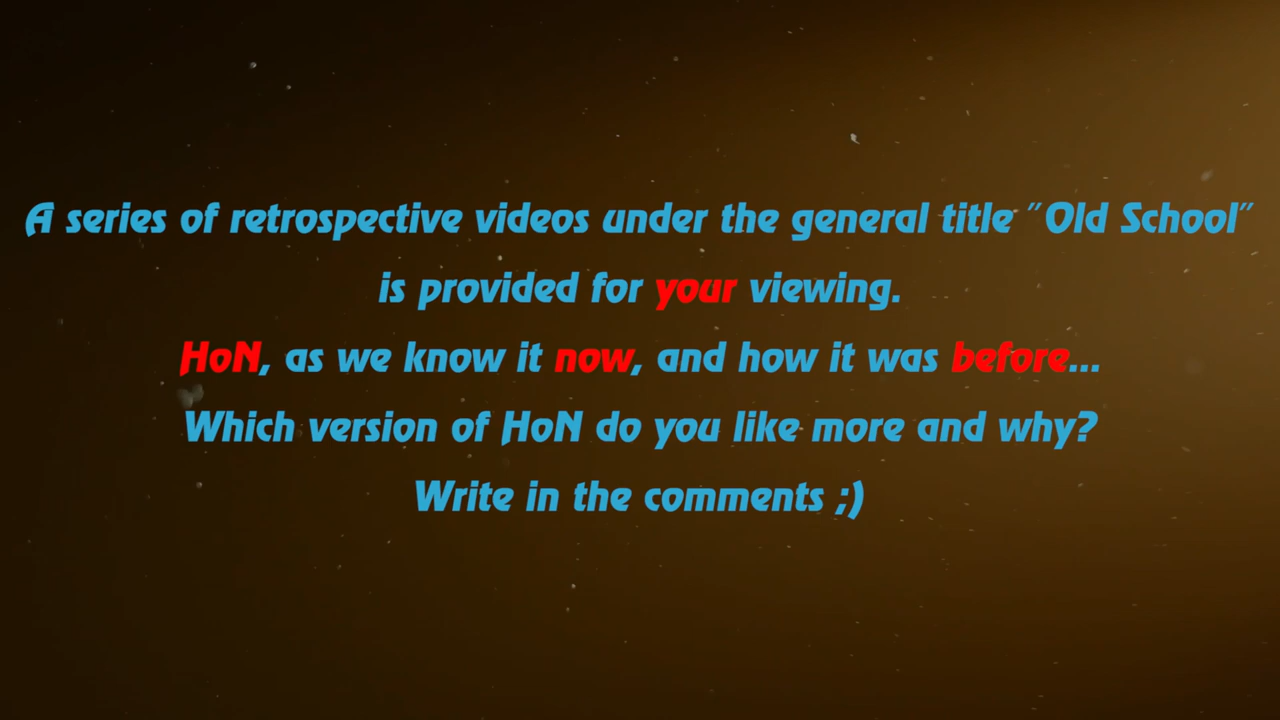 A series of retrospective videos under the general title "Old School"
is provided for your viewing.
HoN, as we know it now, and how it was before...
Which version of HoN do you like more and why?
Write in the comments ;)